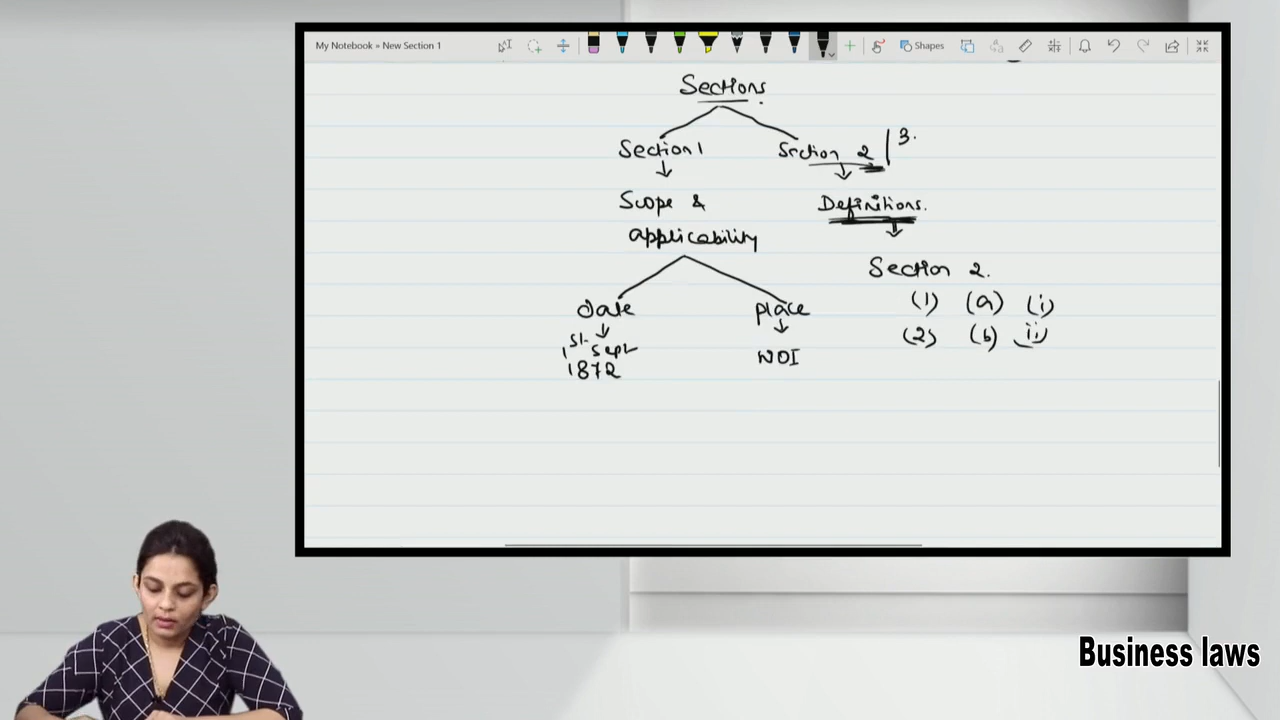 My Notebook » New Section 1
Shapes
Sections
Section 1
Section 2 | 3.
Scope &
applicability
Definitions.
Section 2.
(1) (a) (i)
(2) (b) (ii)
date
place
1st Sept
1872
WOI
Business laws